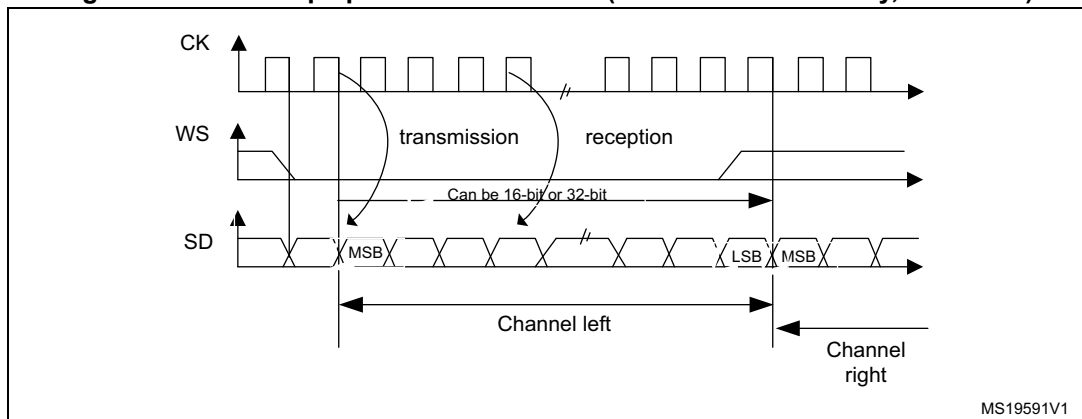 CK
WS
transmission
reception
Can be 16-bit or 32-bit
SD
MSB
LSB
MSB
Channel left
Channel
right
MS19591V1